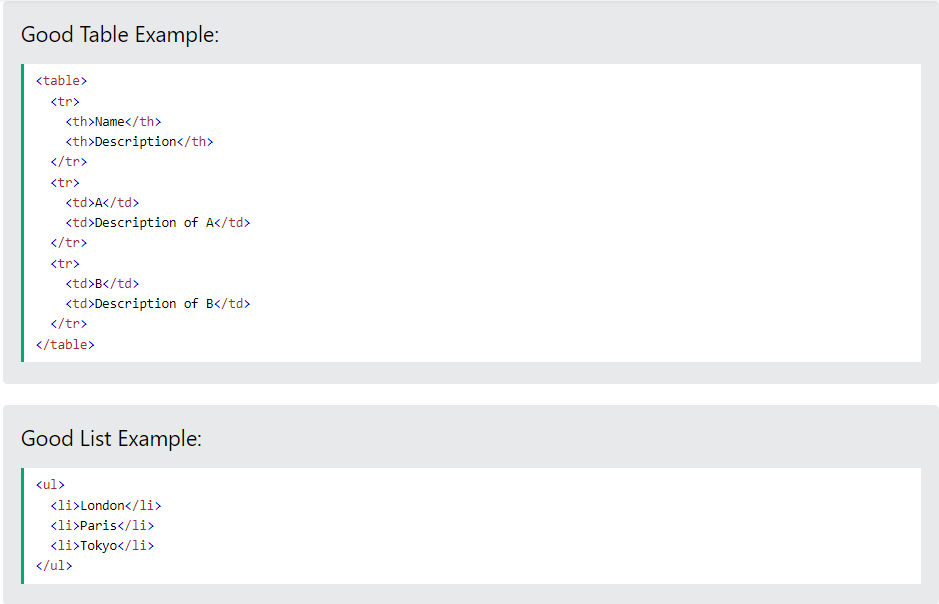 Good Table Example:
<table>
  <tr>
    <th>Name</th>
    <th>Description</th>
  </tr>
  <tr>
    <td>A</td>
    <td>Description of A</td>
  </tr>
  <tr>
    <td>B</td>
    <td>Description of B</td>
  </tr>
</table>
Good List Example:
<ul>
  <li>London</li>
  <li>Paris</li>
  <li>Tokyo</li>
</ul>